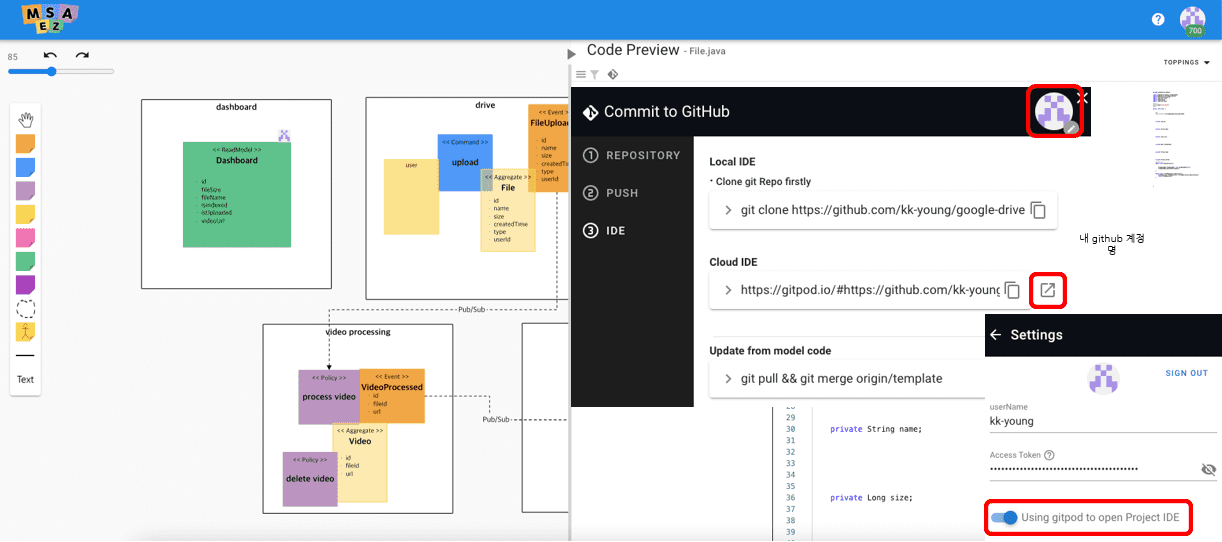 MSA
EZ
700
85
Code Preview - File.java
TOPPINGS
dashboard
<< ReadModel >>
Dashboard
id
fileSize
fileName
isIndexed
isUploaded
videoUrl
drive
user
<< Command >>
upload
<< Aggregate >>
File
id
name
size
createdTime
type
userId
<< Event >
FileUpload
id
name
size
createdTime
type
userId
Pub/Sub
video processing
<< Policy >>
process video
<< Event >>
VideoProcessed
id
fileId
url
Pub/Sub
<< Aggregate >>
Video
id
fileId
url
<< Policy >>
delete video
Text
Commit to GitHub
1 REPOSITORY
2 PUSH
3 IDE
Local IDE
• Clone git Repo firstly
git clone https://github.com/kk-young/google-drive
Cloud IDE
https://gitpod.io/#https://github.com/kk-young
Update from model code
git pull && git merge origin/template
내 github 계정
명
28
29
30 private String name;
31
32
33
34
35
36 private Long size;
37
38
39
Settings
SIGN OUT
userName
kk-young
Access Token
Using gitpod to open Project IDE